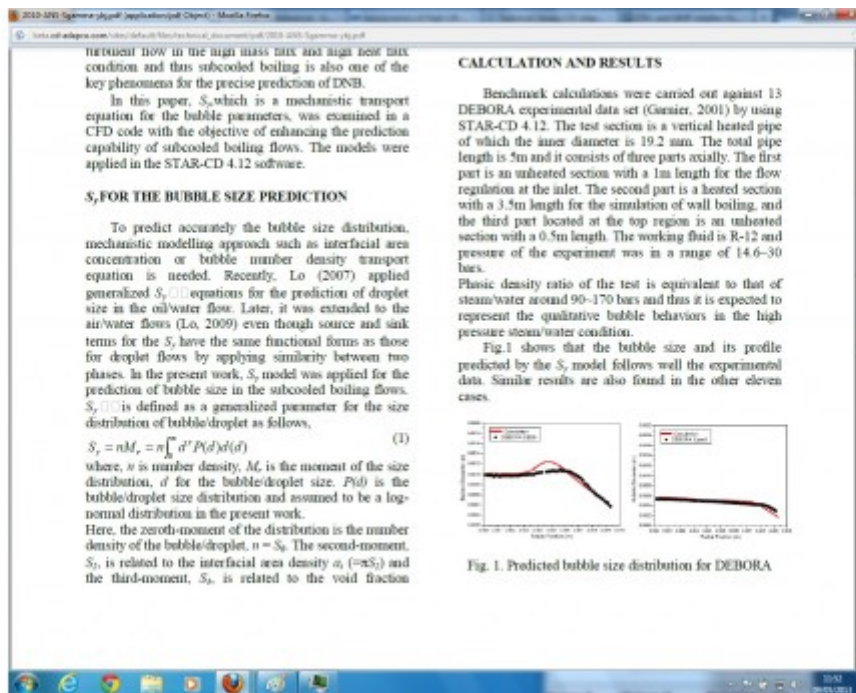 2010-ANS-Sgamma-ykj.pdf (application/pdf Object) - Mozilla Firefox
turbulent flow in the high mass flux and high heat flux
condition and thus subcooled boiling is also one of the
key phenomena for the precise prediction of DNB.
In this paper, Sγ which is a mechanistic transport
equation for the bubble parameters, was examined in a
CFD code with the objective of enhancing the prediction
capability of subcooled boiling flows. The models were
applied in the STAR-CD 4.12 software.
Sγ FOR THE BUBBLE SIZE PREDICTION
To predict accurately the bubble size distribution,
mechanistic modelling approach such as interfacial area
concentration or bubble number density transport
equation is needed. Recently, Lo (2007) applied
generalized Sγ □□equations for the prediction of droplet
size in the oil/water flow. Later, it was extended to the
air/water flows (Lo, 2009) even though source and sink
terms for the Sγ have the same functional forms as those
for droplet flows by applying similarity between two
phases. In the present work, Sγ model was applied for the
prediction of bubble size in the subcooled boiling flows.
Sγ □□is defined as a generalized parameter for the size
distribution of bubble/droplet as follows,
Sγ = nMγ = n∫₀^∞ d^γ P(d)d(d) (1)
where, n is number density, Mγ is the moment of the size
distribution, d for the bubble/droplet size. P(d) is the
bubble/droplet size distribution and assumed to be a log-
normal distribution in the present work.
Here, the zeroth-moment of the distribution is the number
density of the bubble/droplet, n = S₀. The second-moment,
S₂, is related to the interfacial area density aᵢ (=πS₂) and
the third-moment, S₃, is related to the void fraction
CALCULATION AND RESULTS
Benchmark calculations were carried out against 13
DEBORA experimental data set (Garnier, 2001) by using
STAR-CD 4.12. The test section is a vertical heated pipe
of which the inner diameter is 19.2 mm. The total pipe
length is 5m and it consists of three parts axially. The first
part is an unheated section with a 1m length for the flow
regulation at the inlet. The second part is a heated section
with a 3.5m length for the simulation of wall boiling, and
the third part located at the top region is an unheated
section with a 0.5m length. The working fluid is R-12 and
pressure of the experiment was in a range of 14.6~30
bars.
Phasic density ratio of the test is equivalent to that of
steam/water around 90~170 bars and thus it is expected to
represent the qualitative bubble behaviors in the high
pressure steam/water condition.
Fig.1 shows that the bubble size and its profile
predicted by the Sγ model follows well the experimental
data. Similar results are also found in the other eleven
cases.
Fig. 1. Predicted bubble size distribution for DEBORA